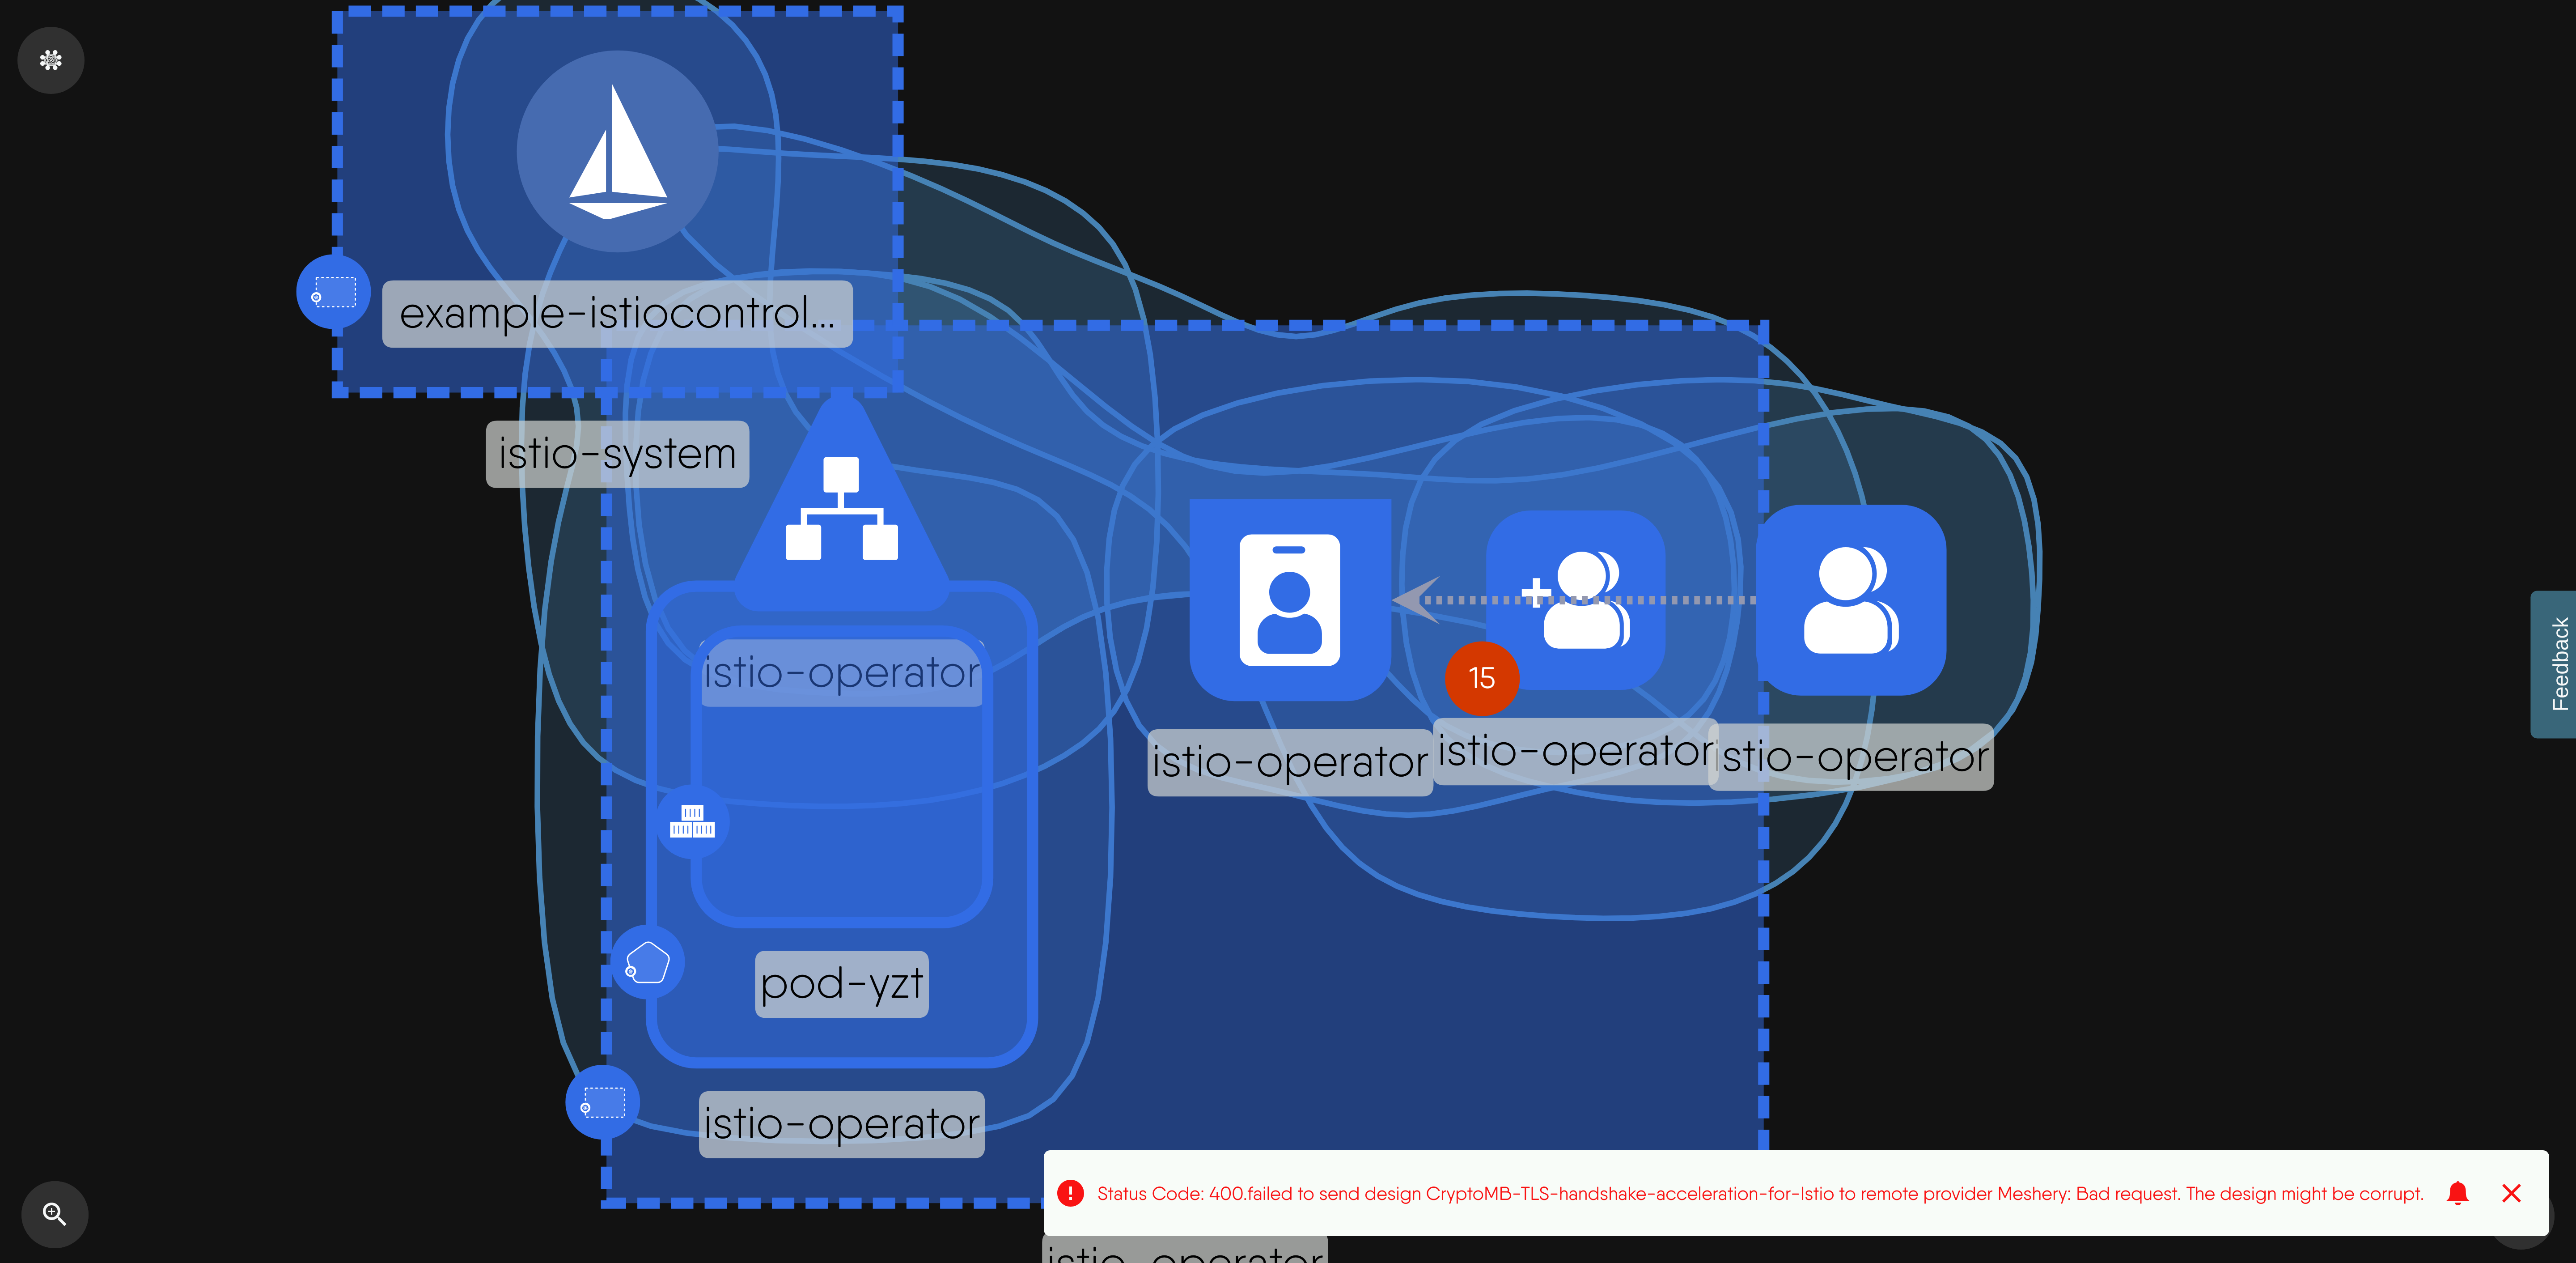 example-istiocontrol...
istio-system
istio-operator
15
istio-operator
istio-operator
istio-operator
pod-yzt
istio-operator
Feedback
Status Code: 400.failed to send design CryptoMB-TLS-handshake-acceleration-for-Istio to remote provider Meshery: Bad request. The design might be corrupt.
istio-operator